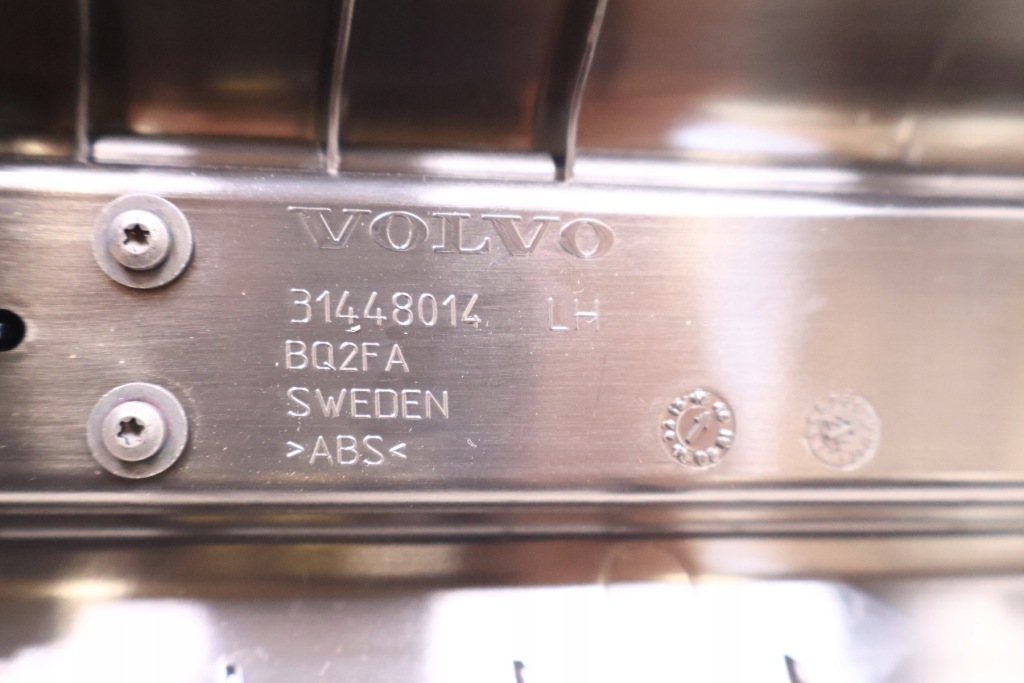 VOLVO
31448014 LH
BQ2FA
SWEDEN
>ABS<